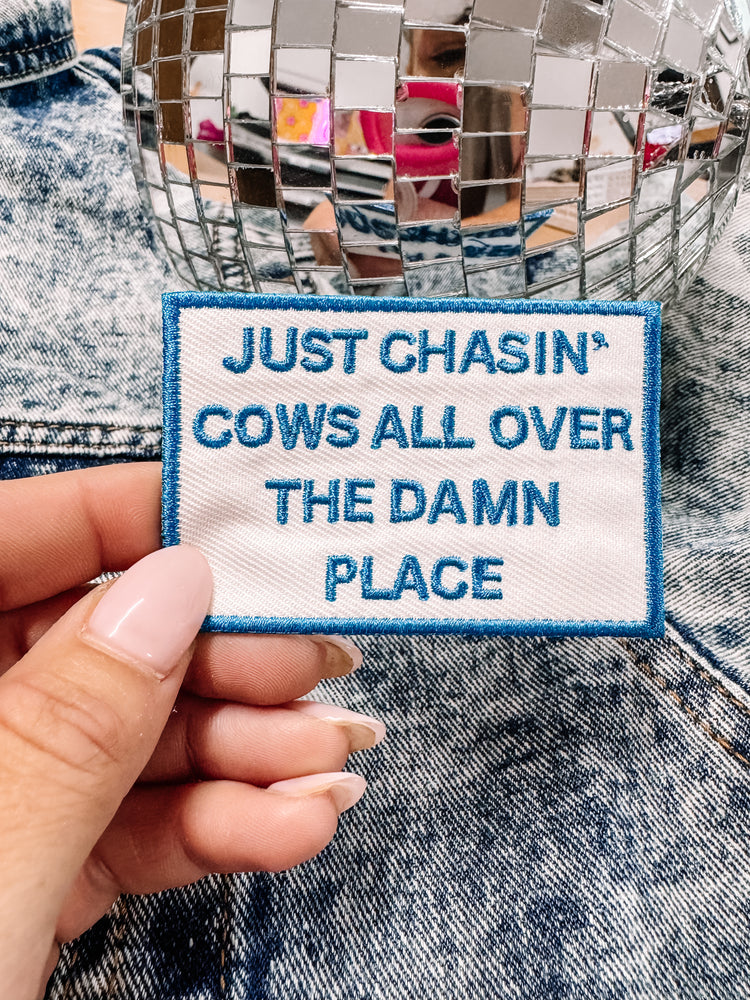 JUST CHASIN'
COWS ALL OVER
THE DAMN
PLACE